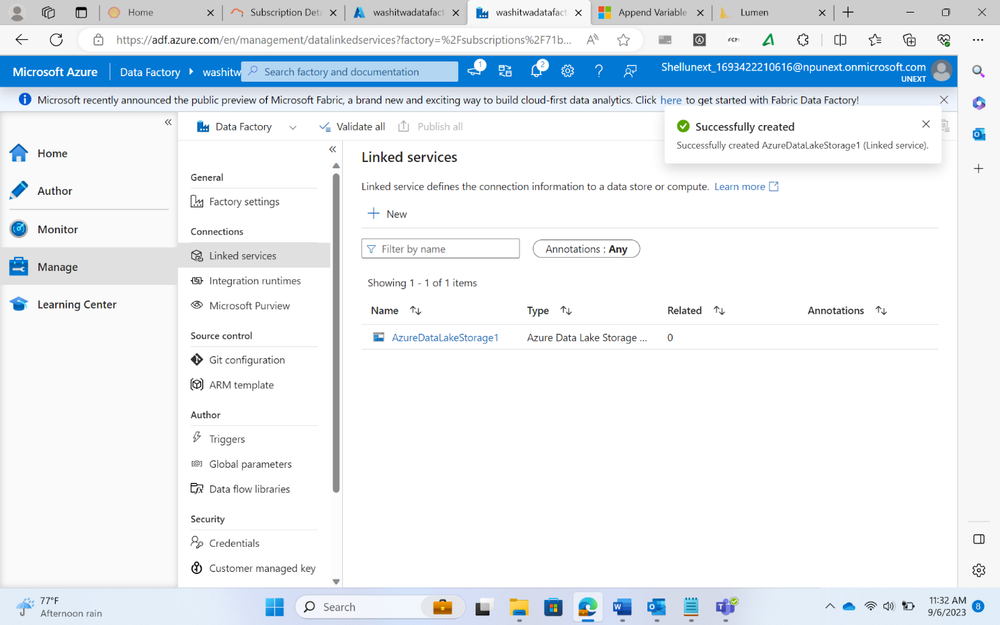 Home
Subscription Deta
washitwadatafact
washitwadatafact
Append Variable
Lumen
https://adf.azure.com/en/management/datalinkedservices?factory=%2Fsubscriptions%2F71b...
FCM
Microsoft Azure
Data Factory
washitw
Search factory and documentation
1
2
Shellunext_1693422210616@npunext.onmicrosoft.com
UNEXT
Microsoft recently announced the public preview of Microsoft Fabric, a brand new and exciting way to build cloud-first data analytics. Click here to get started with Fabric Data Factory!
Data Factory
Validate all
Publish all
Successfully created
Successfully created AzureDataLakeStorage1 (Linked service).
Home
Author
Monitor
Manage
Learning Center
General
Factory settings
Connections
Linked services
Integration runtimes
Microsoft Purview
Source control
Git configuration
ARM template
Author
Triggers
Global parameters
Data flow libraries
Security
Credentials
Customer managed key
Linked services
Linked service defines the connection information to a data store or compute. Learn more
New
Filter by name
Annotations : Any
Showing 1 - 1 of 1 items
Name Type Related Annotations
AzureDataLakeStorage1 Azure Data Lake Storage ... 0
77°F
Afternoon rain
Search
11:32 AM
9/6/2023
8